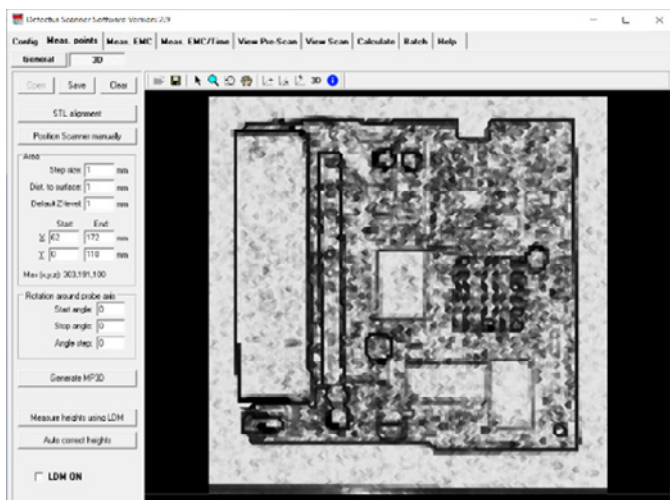 Detectus Scanner Software Version: 2.9
Config Meas. points Meas. EMC Meas. EMC/Time View Pre-Scan View Scan Calculate Batch Help
General 3D
Open Save Clear
3D
STL alignment
Position Scanner manually
Area
Step size: 1 mm
Dist. to surface: 1 mm
Default Z-level: 1 mm
Start: End:
X 62 172 mm
Y 0 110 mm
Max (x,y,z): 303,191,100
Rotation around probe axis
Start angle: 0
Stop angle: 0
Angle step: 0
Generate MP3D
Measure heights using LDM
Auto correct heights
LDM ON